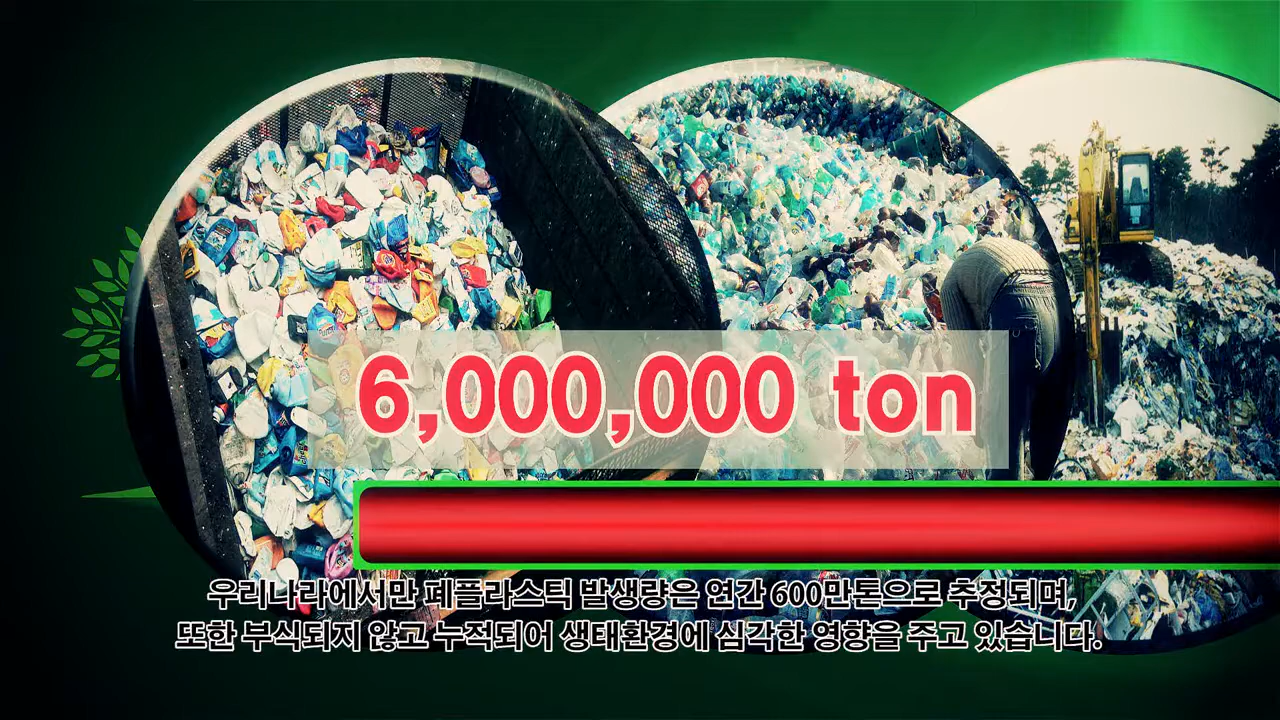 6,000,000 ton
우리나라에서만 폐플라스틱 발생량은 연간 600만톤으로 추정되며,
또한 부식되지 않고 누적되어 생태환경에 심각한 영향을 주고 있습니다.